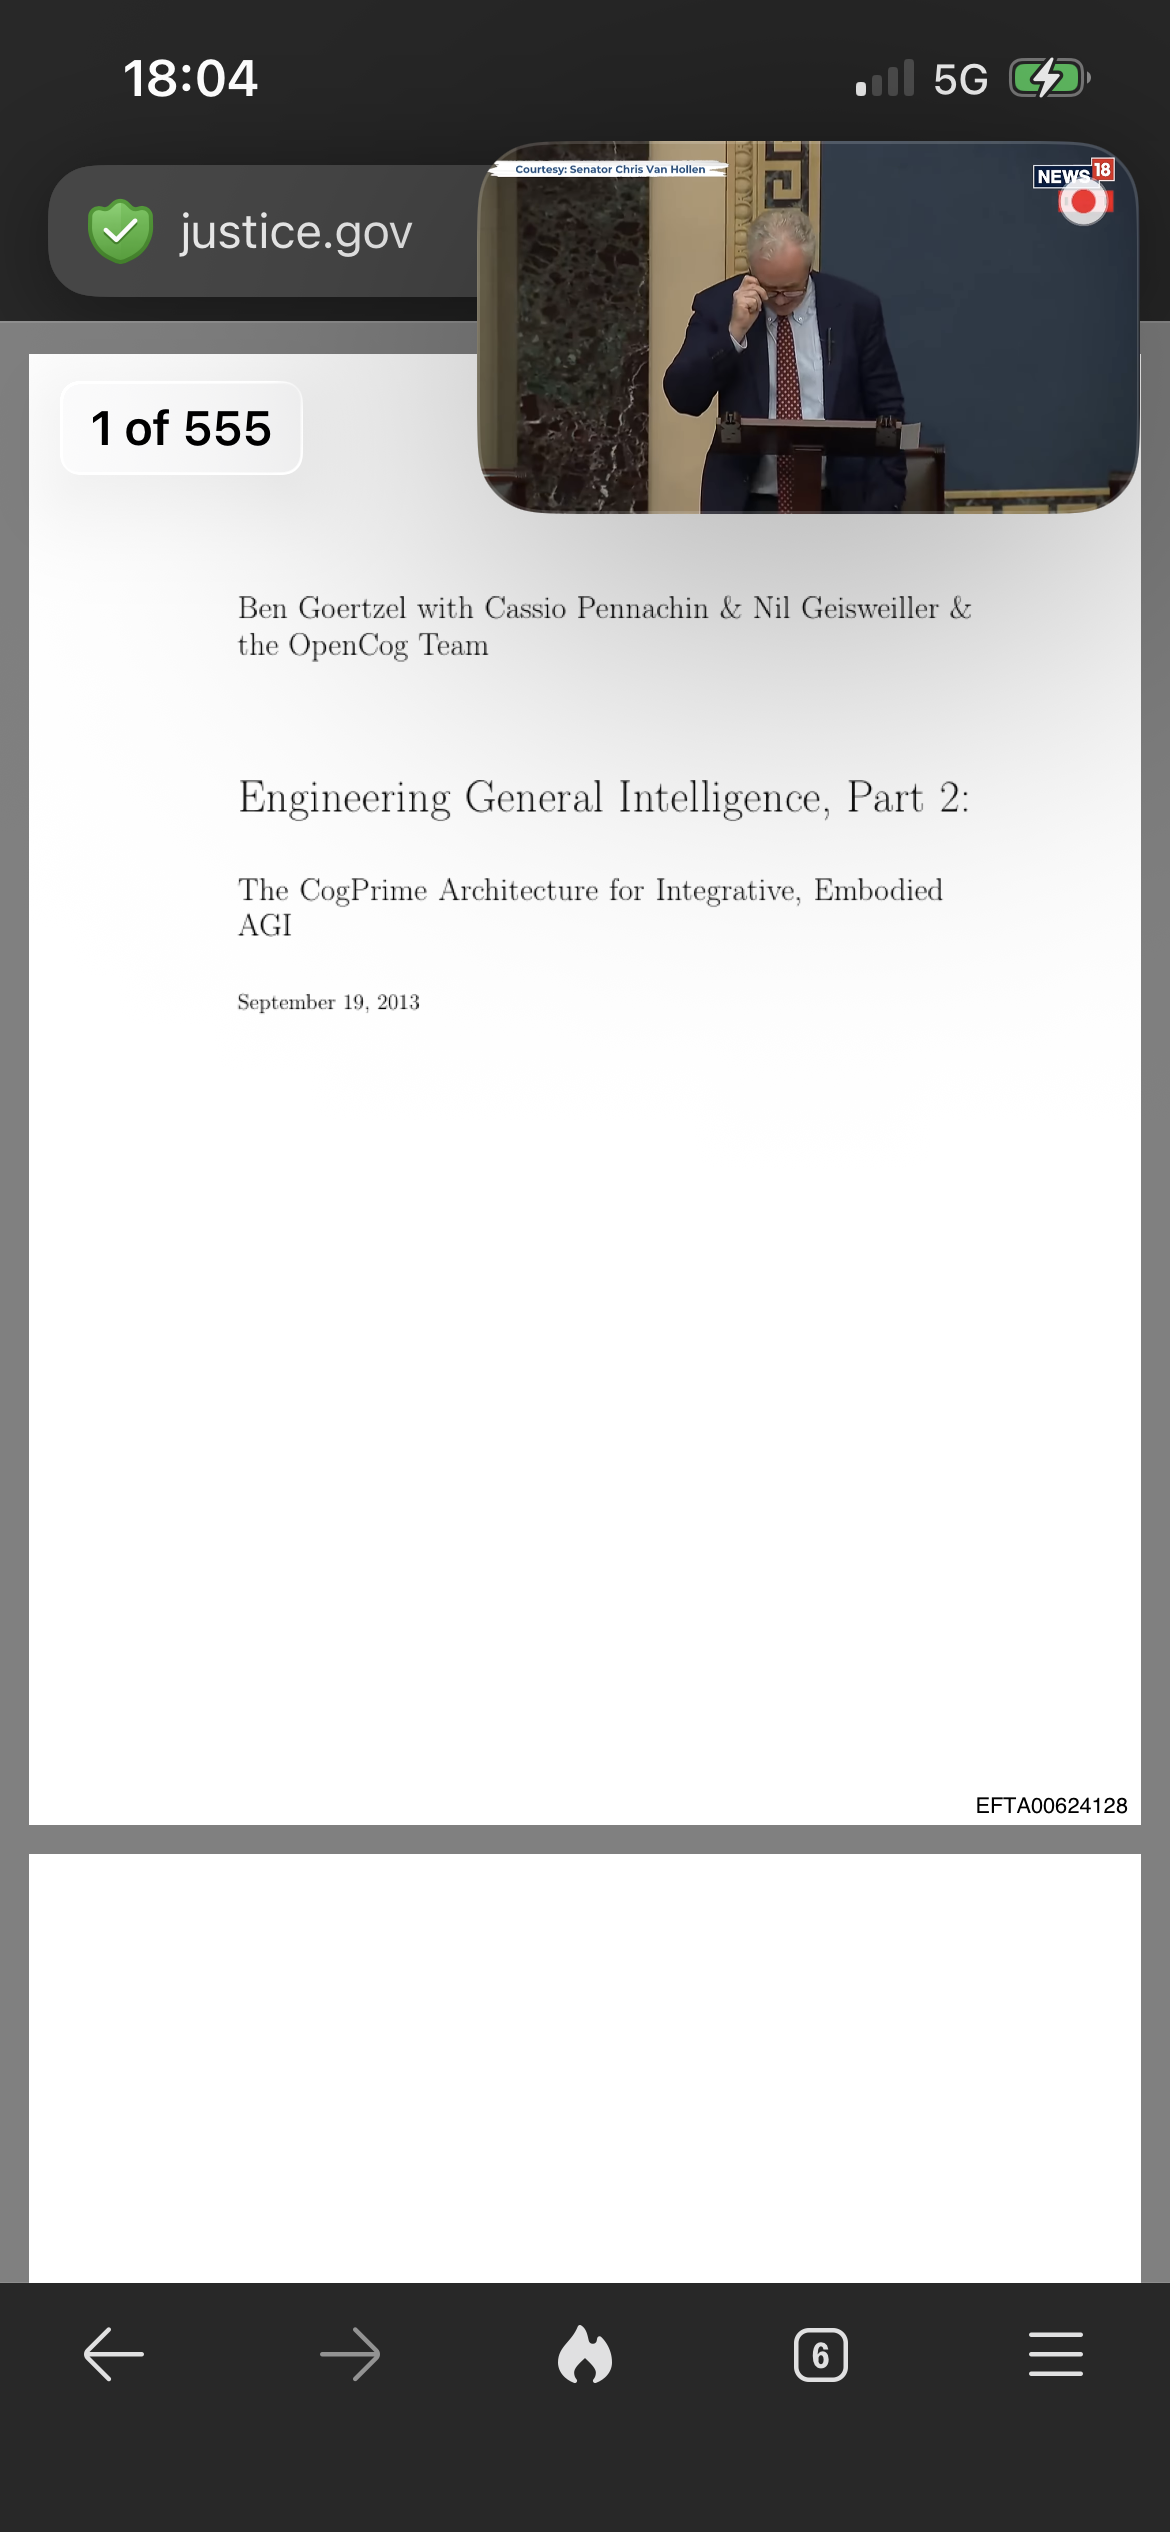 18:04
5G
justice.gov
Courtesy: Senator Chris Van Hollen
NEWS 18
1 of 555
Ben Goertzel with Cassio Pennachin & Nil Geisweiller &
the OpenCog Team
Engineering General Intelligence, Part 2:
The CogPrime Architecture for Integrative, Embodied
AGI
September 19, 2013
EFTA00624128
6